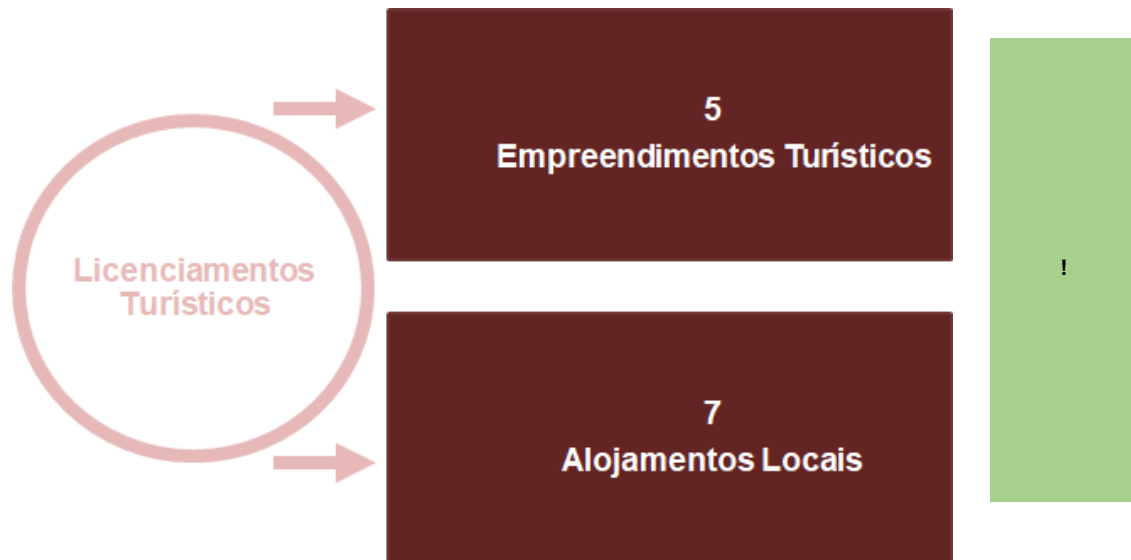 Licenciamentos
Turísticos
5
Empreendimentos Turísticos
7
Alojamentos Locais
!